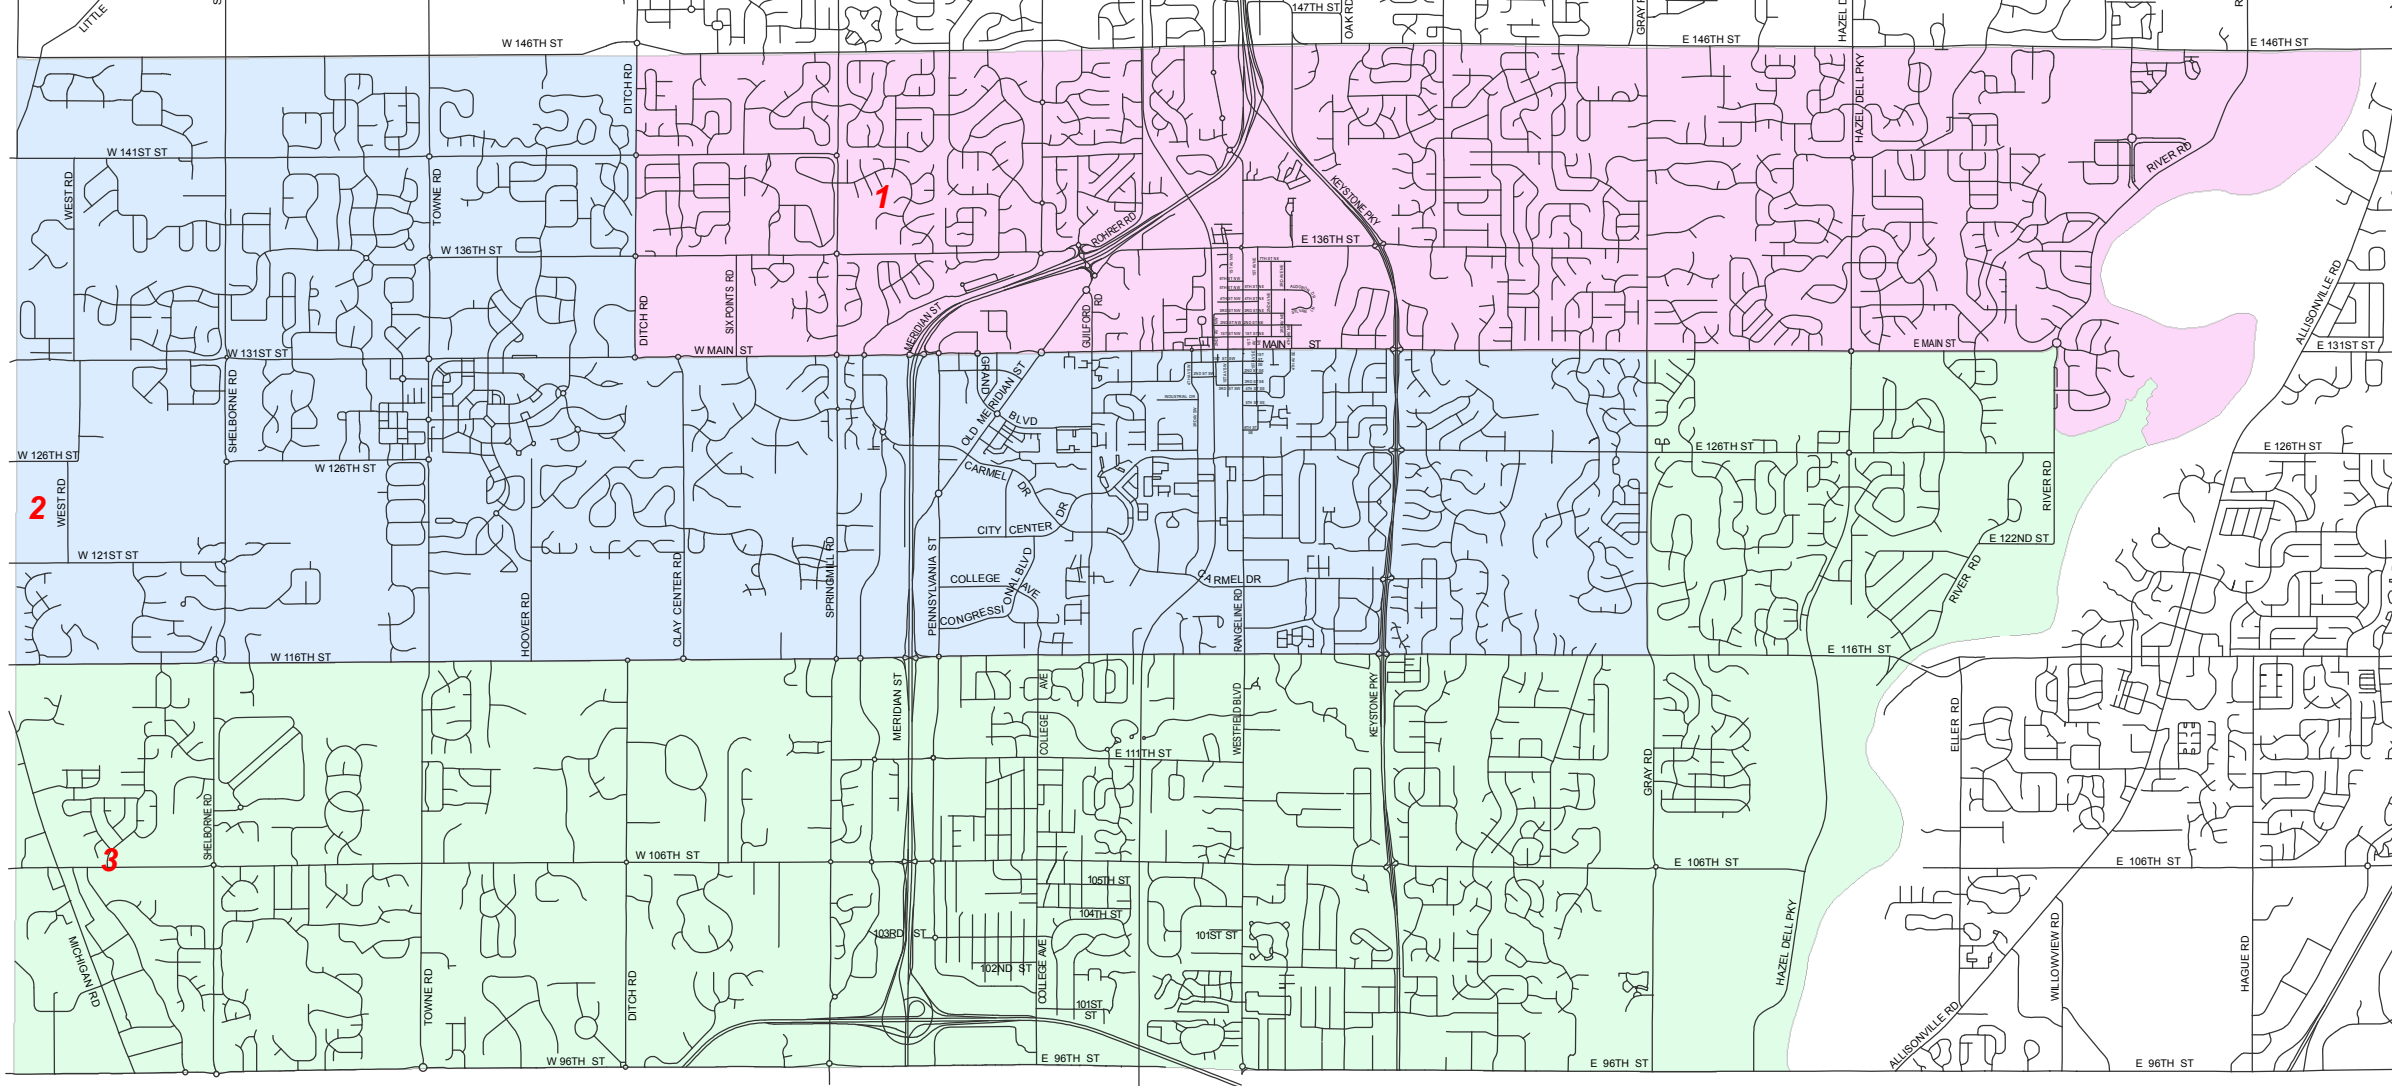 LITTLE
147TH ST
OAK RD
W 146TH ST
E 146TH ST
E 146TH ST
DITCH RD
HAZEL DELL PKY
W 141ST ST
RIVER RD
WEST RD
TOWNE RD
1
KEYSTONE PKY
ROHRER RD
W 136TH ST
E 136TH ST
SIX POINTS RD
DITCH RD
MERIDIAN ST
GUILFORD RD
ALLISONVILLE RD
W 131ST ST
W MAIN ST
MAIN ST
E MAIN ST
E 131ST ST
SHELBORNE RD
GRAND
BLVD
OLD MERIDIAN ST
INDUSTRIAL DR
W 126TH ST
W 126TH ST
E 126TH ST
E 126TH ST
CARMEL DR
2
WEST RD
RIVER RD
CITY CENTER DR
E 122ND ST
W 121ST ST
PENNSYLVANIA ST
SPRINGMILL RD
CLAY CENTER RD
HOOVER RD
COLLEGE AVE
CONGRESSIONAL BLVD
CARMEL DR
RANGELINE RD
RIVER RD
W 116TH ST
E 116TH ST
MERIDIAN ST
COLLEGE AVE
WESTFIELD BLVD
KEYSTONE PKY
GRAY RD
ELLER RD
E 111TH ST
SHELBORNE RD
3
W 106TH ST
E 106TH ST
E 106TH ST
105TH ST
104TH ST
103RD ST
101ST ST
102ND ST
COLLEGE AVE
101ST ST
MICHIGAN RD
TOWNE RD
DITCH RD
HAZEL DELL PKY
WILLOWVIEW RD
HAGUE RD
ALLISONVILLE RD
W 96TH ST
E 96TH ST
E 96TH ST
E 96TH ST